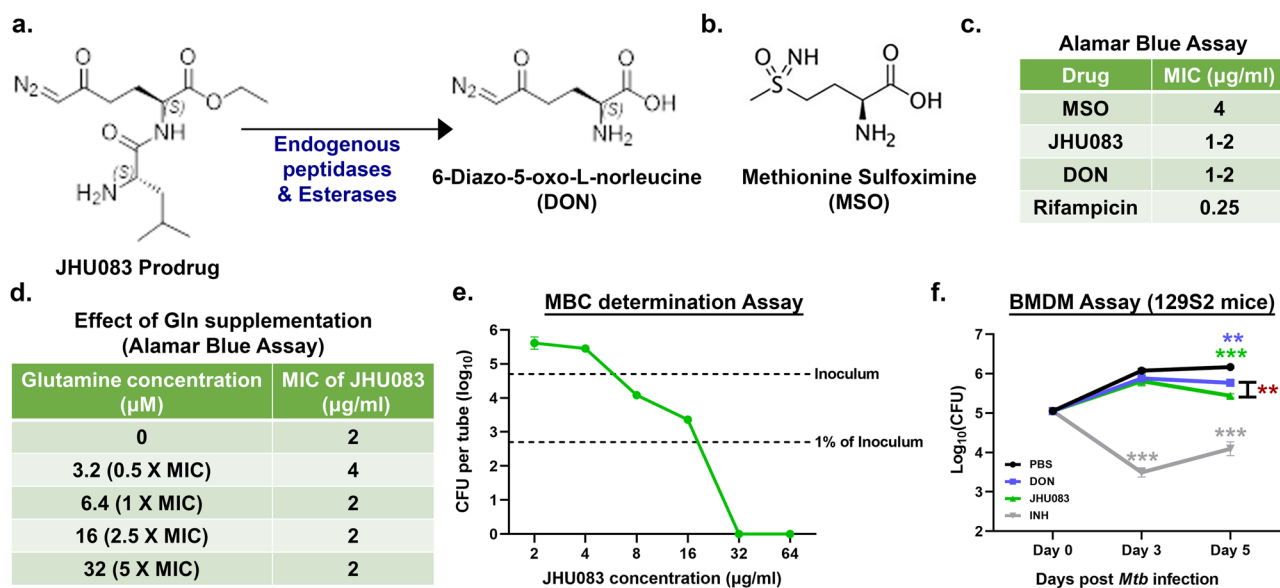 a.
O
O
N₂
(S)
O
NH
O
(S)
H₂N
JHU083 Prodrug
Endogenous
peptidases
& Esterases
O
O
N₂
(S)
OH
NH₂
6-Diazo-5-oxo-L-norleucine
(DON)
b.
O
NH
O
S
OH
NH₂
Methionine Sulfoximine
(MSO)
c.
Alamar Blue Assay
Drug MIC (µg/ml)
MSO 4
JHU083 1-2
DON 1-2
Rifampicin 0.25
d.
Effect of Gln supplementation
(Alamar Blue Assay)
Glutamine concentration MIC of JHU083
(µM) (µg/ml)
0 2
3.2 (0.5 X MIC) 4
6.4 (1 X MIC) 2
16 (2.5 X MIC) 2
32 (5 X MIC) 2
e.
MBC determination Assay
CFU per tube (log₁₀)
6
5
4
3
2
1
0
Inoculum
1% of Inoculum
2 4 8 16 32 64
JHU083 concentration (µg/ml)
f.
BMDM Assay (129S2 mice)
Log₁₀(CFU)
7
6
5
4
3
2
**
***
**
***
***
PBS
DON
JHU083
INH
Day 0 Day 3 Day 5
Days post Mtb infection